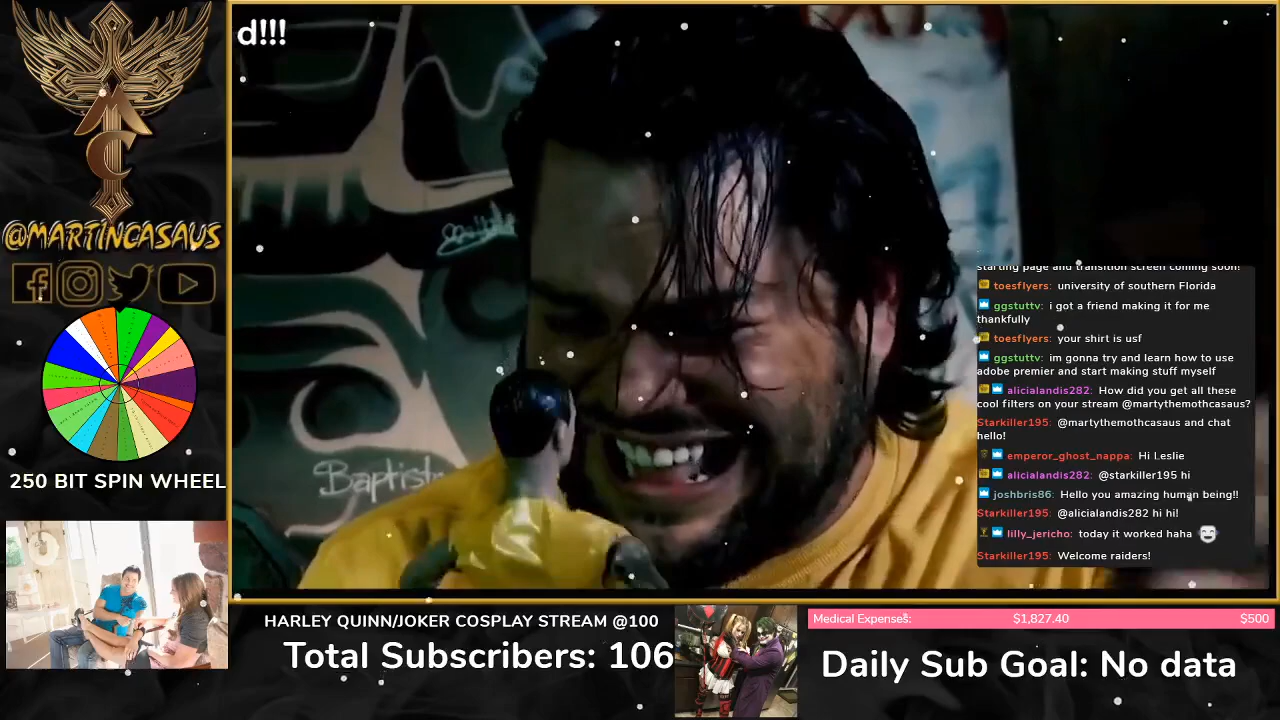 d!!!
MC
@MARTINCASAUS
250 BIT SPIN WHEEL
Baptist
starting page and transition screen coming soon!
toesflyers: university of southern Florida
ggstuttv: i got a friend making it for me
thankfully
toesflyers: your shirt is usf
ggstuttv: im gonna try and learn how to use
adobe premier and start making stuff myself
alicialandis282: How did you get all these
cool filters on your stream @martythemothcasaus?
Starkiller195: @martythemothcasaus and chat
hello!
emperor_ghost_nappa: Hi Leslie
alicialandis282: @starkiller195 hi
joshbris86: Hello you amazing human being!!
Starkiller195: @alicialandis282 hi hi!
lilly_jericho: today it worked haha
Starkiller195: Welcome raiders!
HARLEY QUINN/JOKER COSPLAY STREAM @100
Total Subscribers: 106
Medical Expenses: $1,827.40 $500
Daily Sub Goal: No data